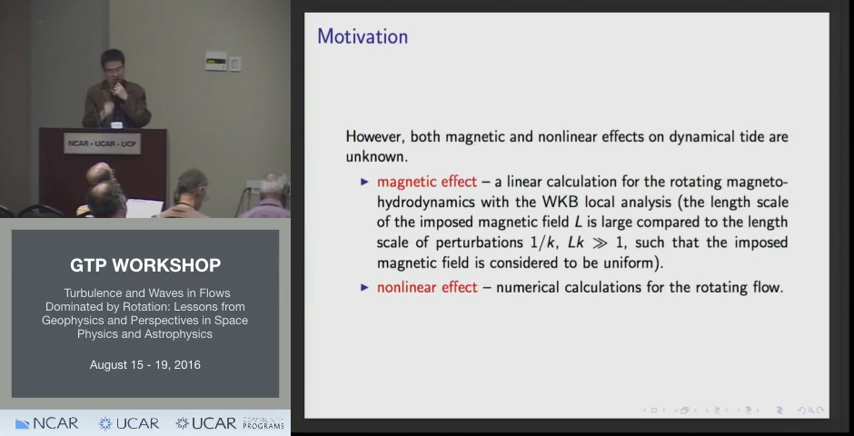 NCAR - UCAR - UCP
GTP WORKSHOP
Turbulence and Waves in Flows
Dominated by Rotation: Lessons from
Geophysics and Perspectives in Space
Physics and Astrophysics
August 15 - 19, 2016
NCAR
UCAR
UCAR
PROGRAMS
Motivation
However, both magnetic and nonlinear effects on dynamical tide are
unknown.
magnetic effect – a linear calculation for the rotating magneto-
hydrodynamics with the WKB local analysis (the length scale
of the imposed magnetic field L is large compared to the length
scale of perturbations 1/k, Lk ≫ 1, such that the imposed
magnetic field is considered to be uniform).
nonlinear effect – numerical calculations for the rotating flow.